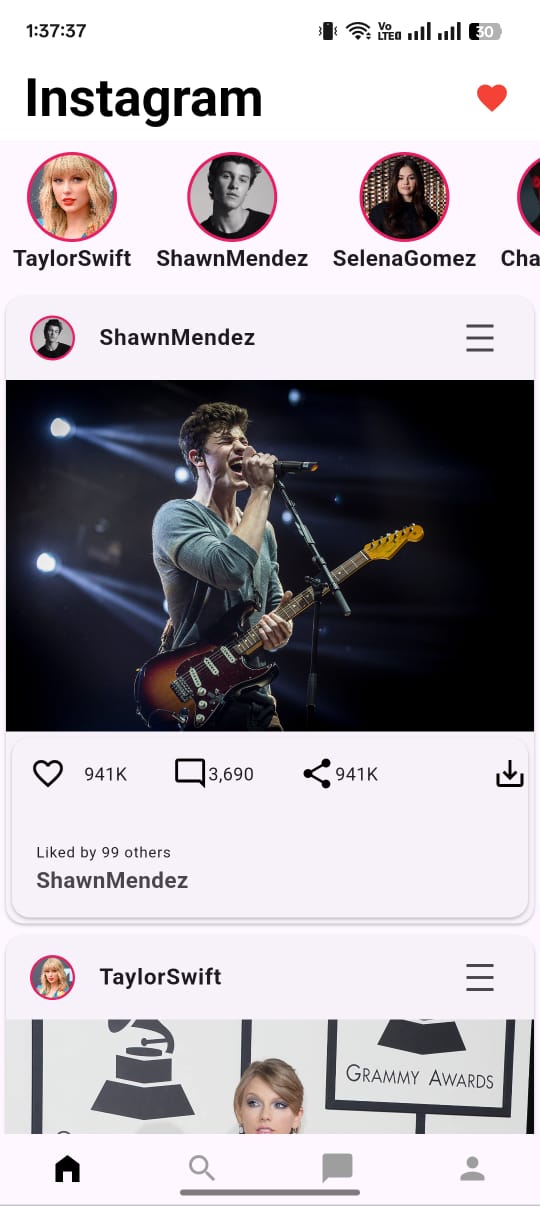 1:37:37 Vo LTE 30
Instagram
TaylorSwift ShawnMendez SelenaGomez Cha
ShawnMendez
941K 3,690 941K
Liked by 99 others
ShawnMendez
TaylorSwift
GRAMMY AWARDS